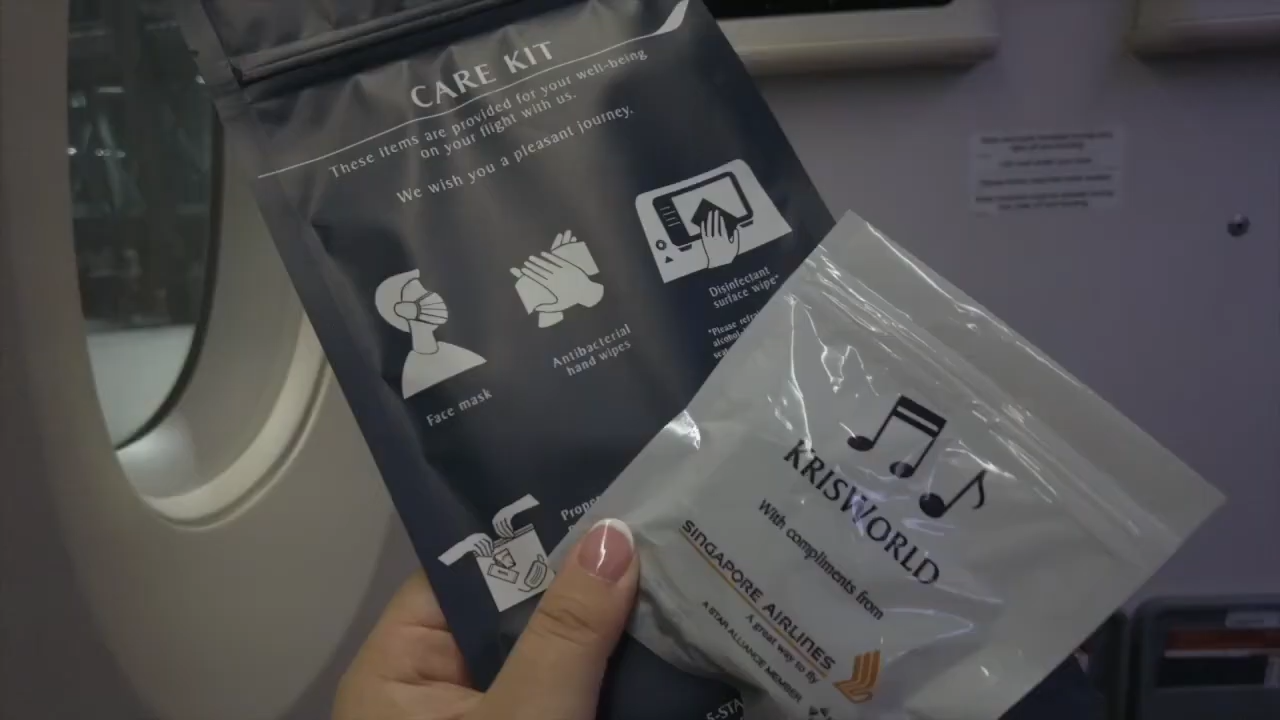 CARE KIT
These items are provided for your well-being
on your flight with us.
We wish you a pleasant journey.
Face mask
Antibacterial
hand wipes
Disinfectant
surface wipe*
*Please
KRISWORLD
With compliments from
SINGAPORE AIRLINES
A great way to fly
A STAR ALLIANCE MEMBER